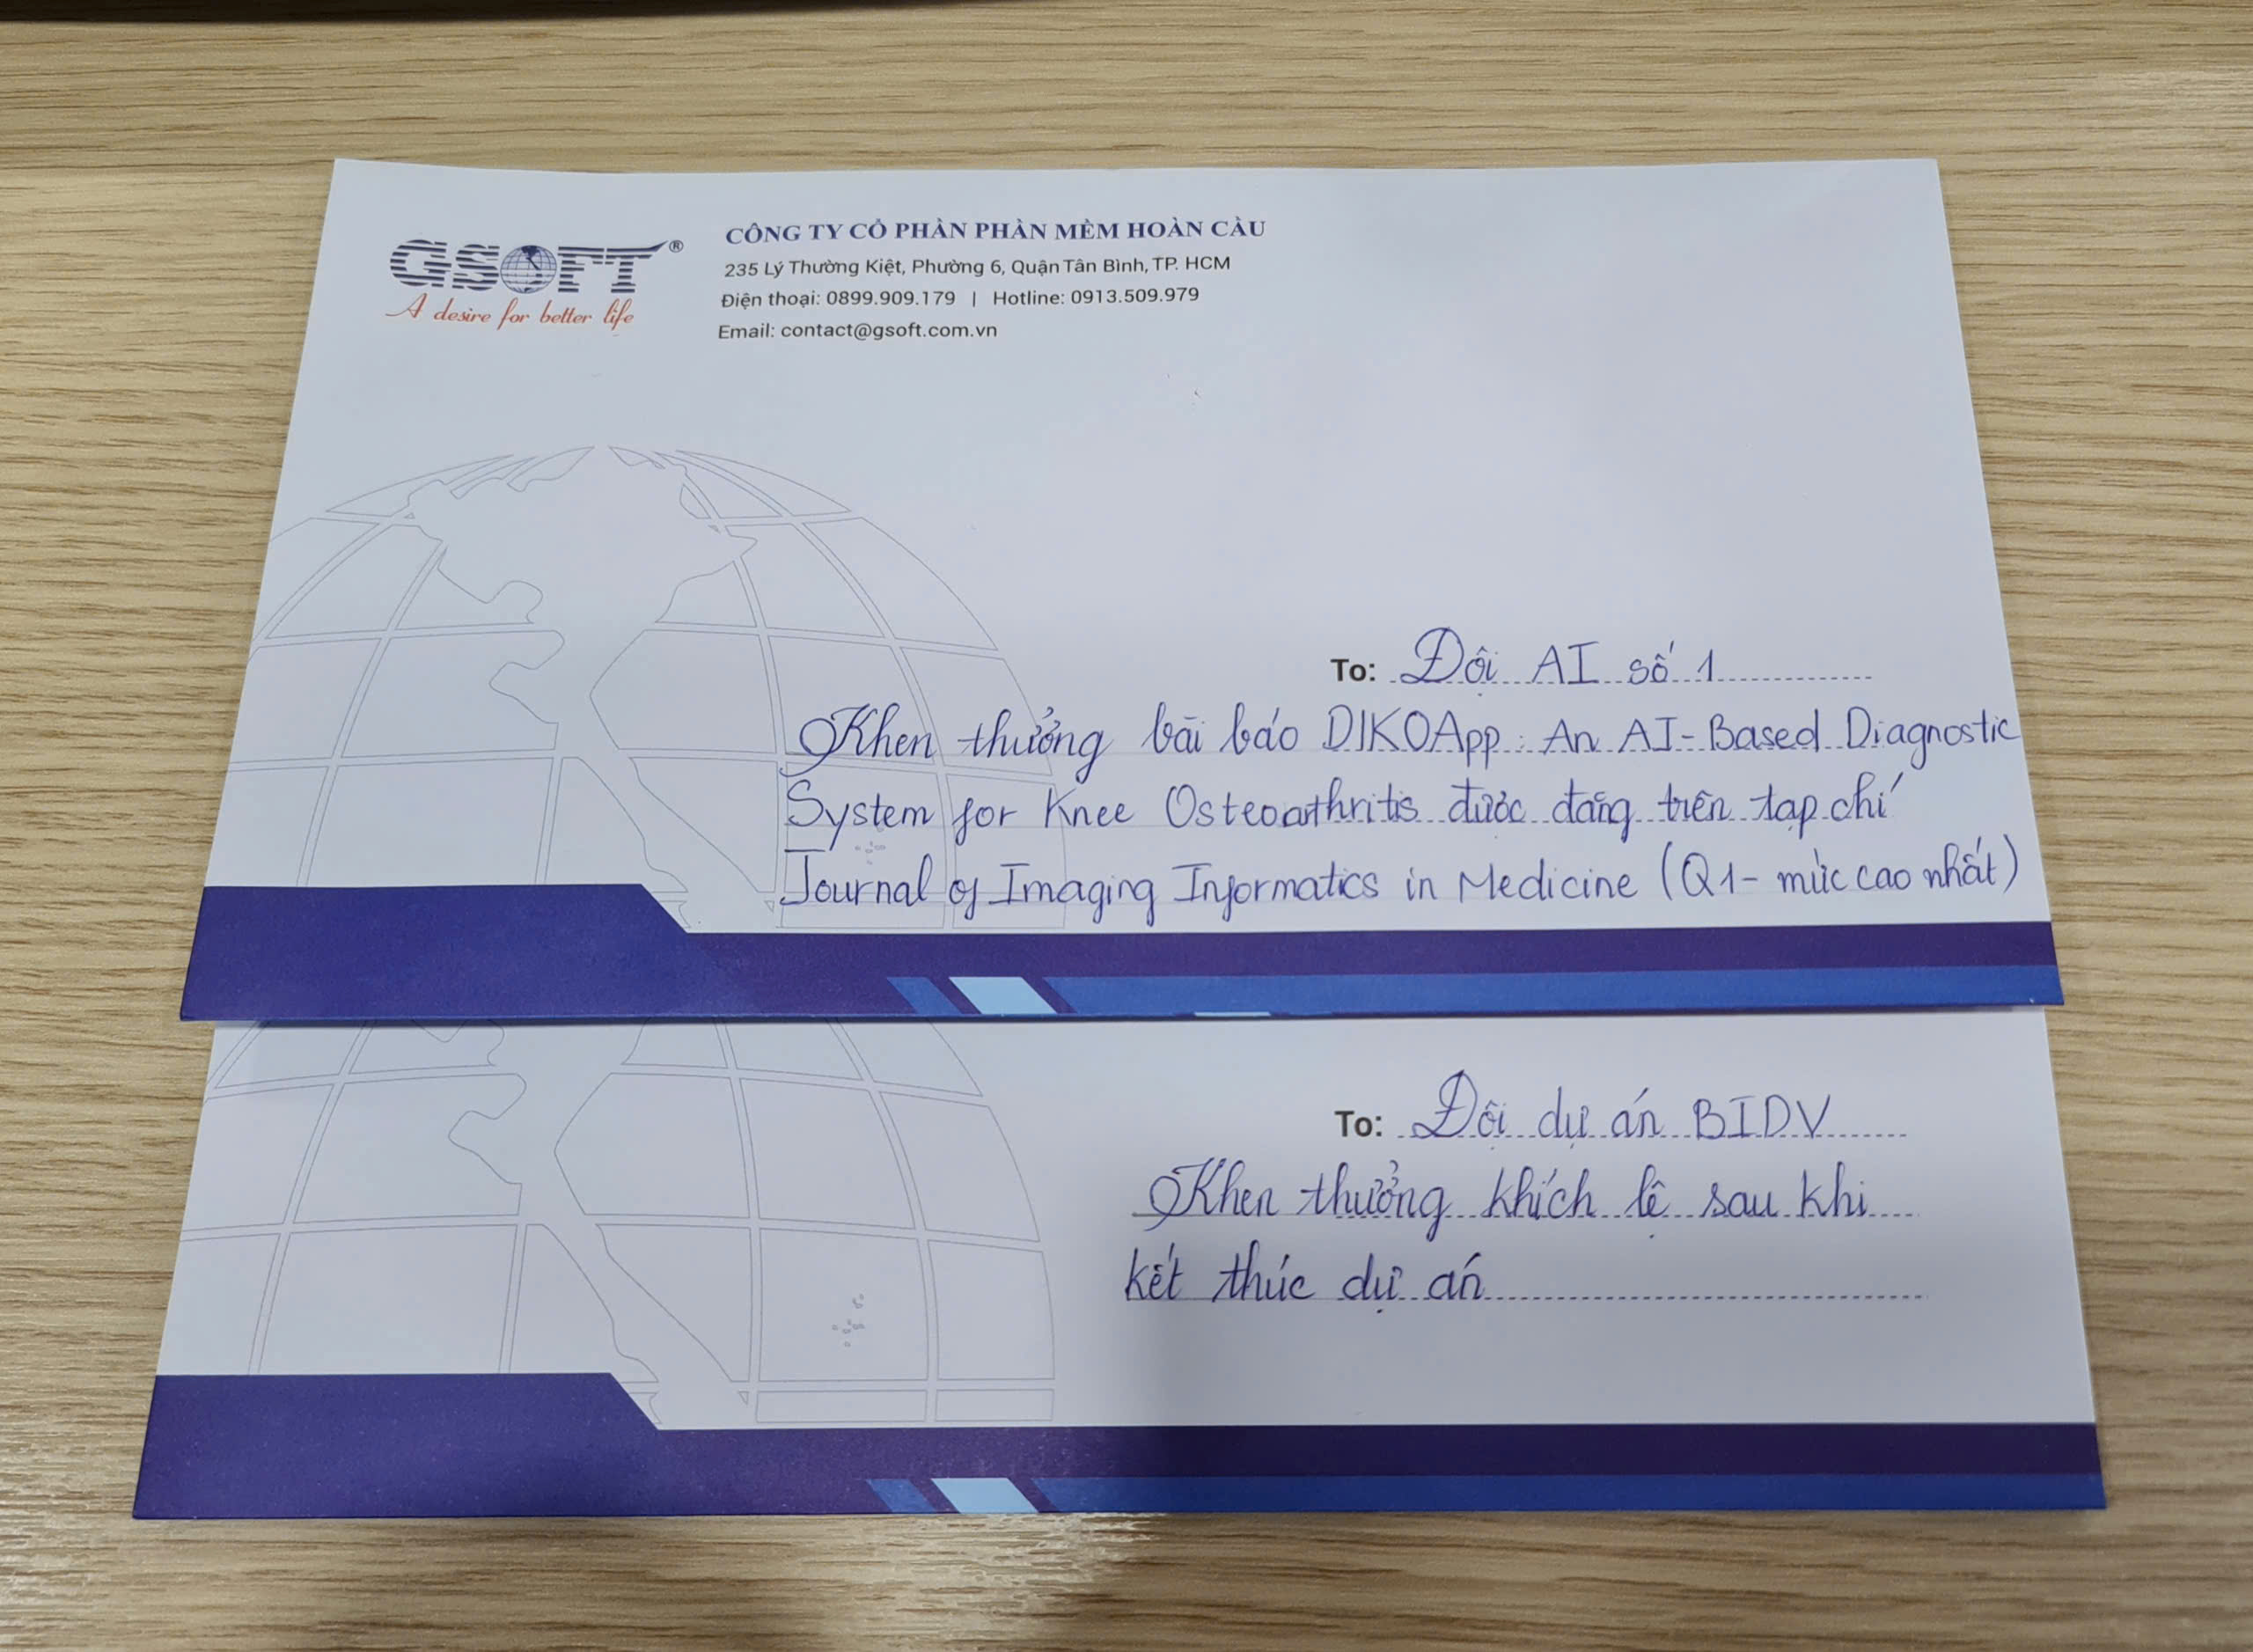 GSOFT®
A desire for better life
CÔNG TY CỔ PHẦN PHẦN MỀM HOÀN CẦU
235 Lý Thường Kiệt, Phường 6, Quận Tân Bình, TP. HCM
Điện thoại: 0899.909.179 | Hotline: 0913.509.979
Email: contact@gsoft.com.vn
To: Đội AI số 1
Khen thưởng bài báo DIKOApp: An AI-Based Diagnostic
System for Knee Osteoarthritis được đăng trên tạp chí
Journal of Imaging Informatics in Medicine (Q1- mức cao nhất)
To: Đội dự án BIDV
Khen thưởng khích lệ sau khi
kết thúc dự án